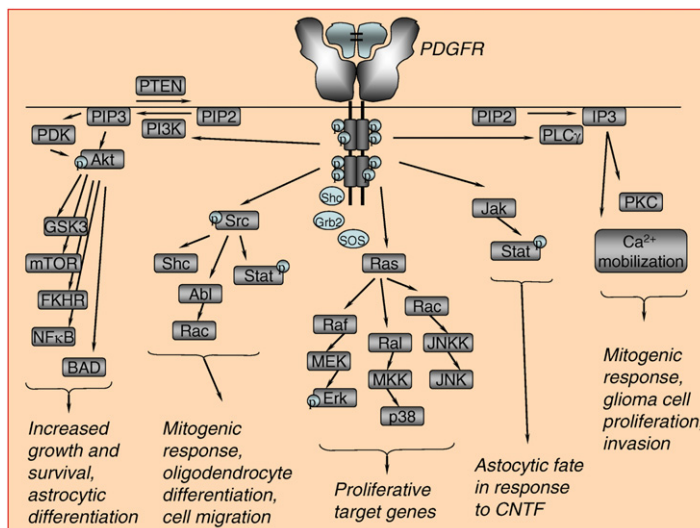 PDGFR
PTEN
PIP3
PIP2
PI3K
PDK
p
Akt
GSK3
mTOR
FKHR
NFκB
BAD
Increased
growth and
survival,
astrocytic
differentiation
p
p
p
p
p
p
p
p
Shc
Grb2
SOS
p
Src
Shc
Stat
p
Abl
Rac
Mitogenic
response,
oligodendrocyte
differentiation,
cell migration
Ras
Raf
MEK
p
Erk
Ral
MKK
p38
Rac
JNKK
JNK
Proliferative
target genes
Jak
Stat
p
Astocytic fate
in response
to CNTF
PIP2
IP3
PLCγ
PKC
Ca2+
mobilization
Mitogenic
response,
glioma cell
proliferation,
invasion